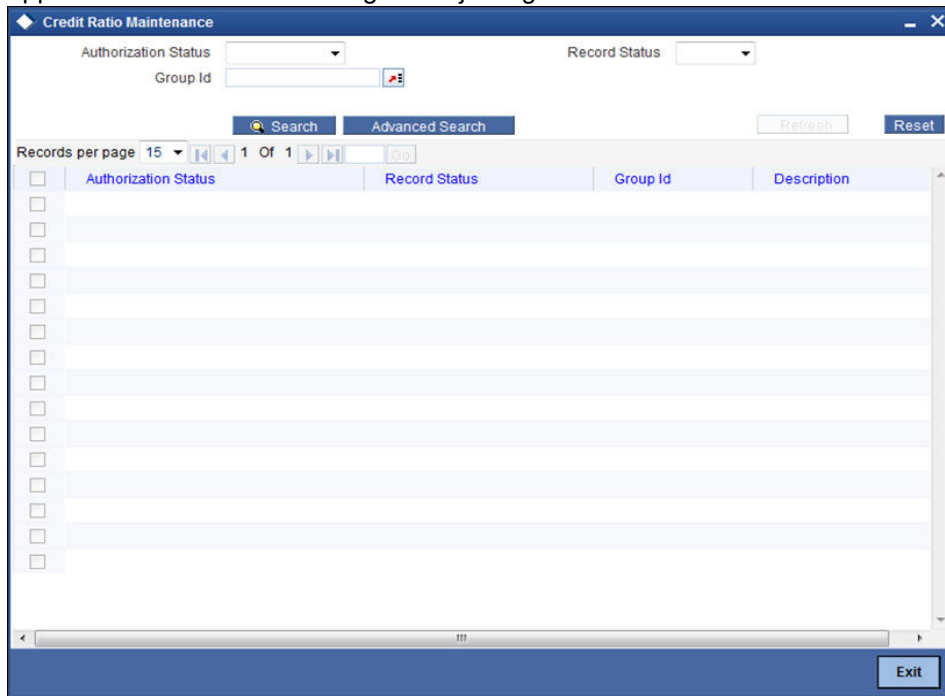 Credit Ratio Maintenance
Authorization Status Record Status
Group Id
Search Advanced Search Refresh Reset
Records per page 15 1 Of 1 Go
Authorization Status Record Status Group Id Description
Exit